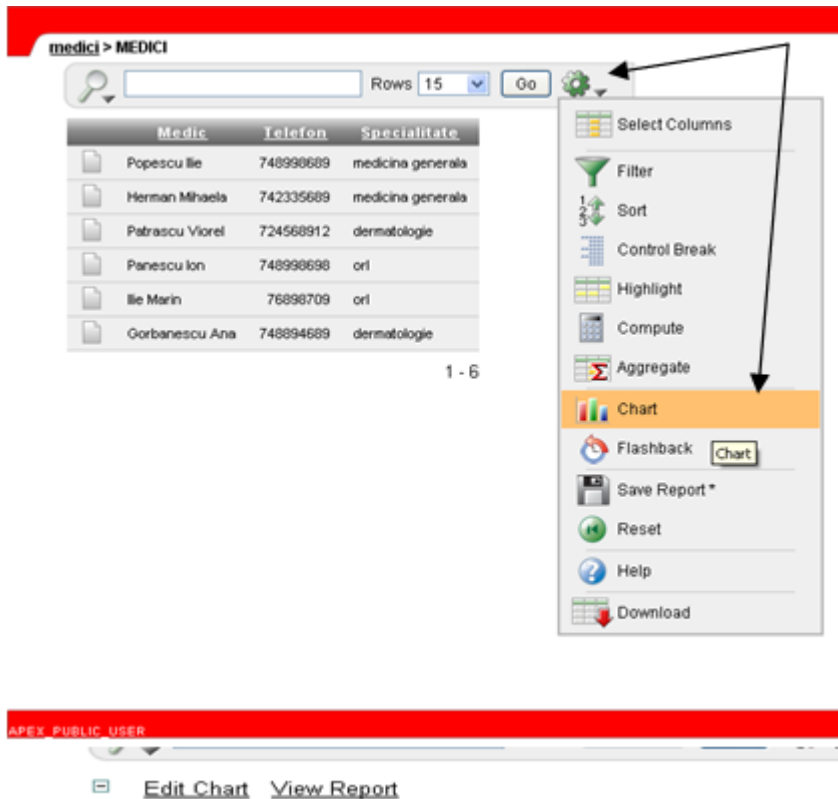 medici > MEDICI
Rows 15 Go
Medic Telefon Specialitate
Popescu Ilie 748998689 medicina generala
Herman Mihaela 742335689 medicina generala
Patrascu Viorel 724568912 dermatologie
Panescu Ion 748998698 orl
Ilie Marin 76898709 orl
Gorbanescu Ana 748894689 dermatologie
1 - 6
Select Columns
Filter
Sort
Control Break
Highlight
Compute
Aggregate
Chart
Flashback
Chart
Save Report *
Reset
Help
Download
APEX_PUBLIC_USER
Edit Chart View Report